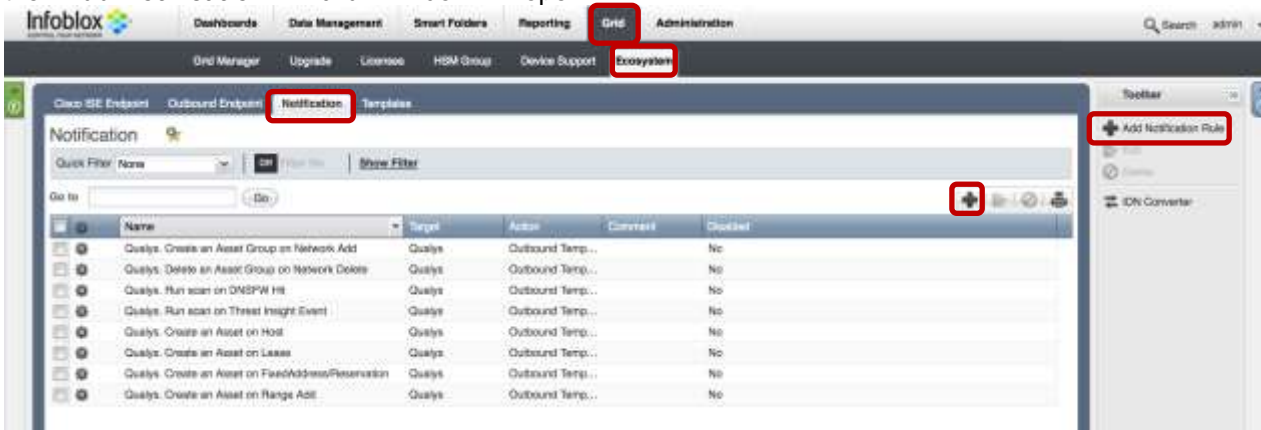 Infoblox
CONTROL YOUR NETWORK
Dashboards Data Management Smart Folders Reporting Grid Administration
Search admin
Grid Manager Upgrade Licenses HSM Group Device Support Ecosystem
Cisco ISE Endpoint Outbound Endpoint Notification Templates
Toolbar
Notification
Add Notification Rule
Quick Filter None Off Show Filter
Go to Go
IDN Converter
Name Target Action Comment Disabled
Qualys. Create an Asset Group on Network Add Qualys Outbound Temp... No
Qualys. Delete an Asset Group on Network Delete Qualys Outbound Temp... No
Qualys. Run scan on DNSFW Hit Qualys Outbound Temp... No
Qualys. Run scan on Threat Insight Event Qualys Outbound Temp... No
Qualys. Create an Asset on Host Qualys Outbound Temp... No
Qualys. Create an Asset on Lease Qualys Outbound Temp... No
Qualys. Create an Asset on FixedAddress/Reservation Qualys Outbound Temp... No
Qualys. Create an Asset on Range Add Qualys Outbound Temp... No